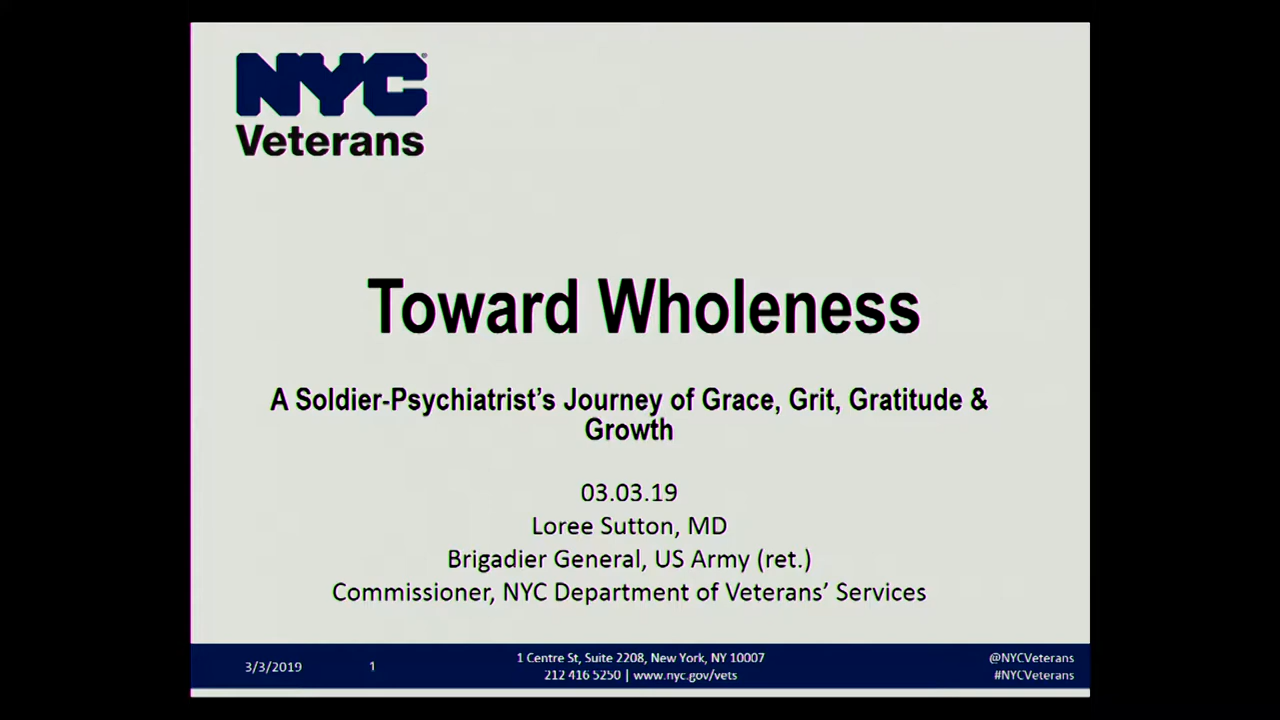 NYC
Veterans
Toward Wholeness
A Soldier-Psychiatrist's Journey of Grace, Grit, Gratitude &
Growth
03.03.19
Loree Sutton, MD
Brigadier General, US Army (ret.)
Commissioner, NYC Department of Veterans' Services
3/3/2019
1
1 Centre St, Suite 2208, New York, NY 10007
212 416 5250 | www.nyc.gov/vets
@NYCVeterans
#NYCVeterans